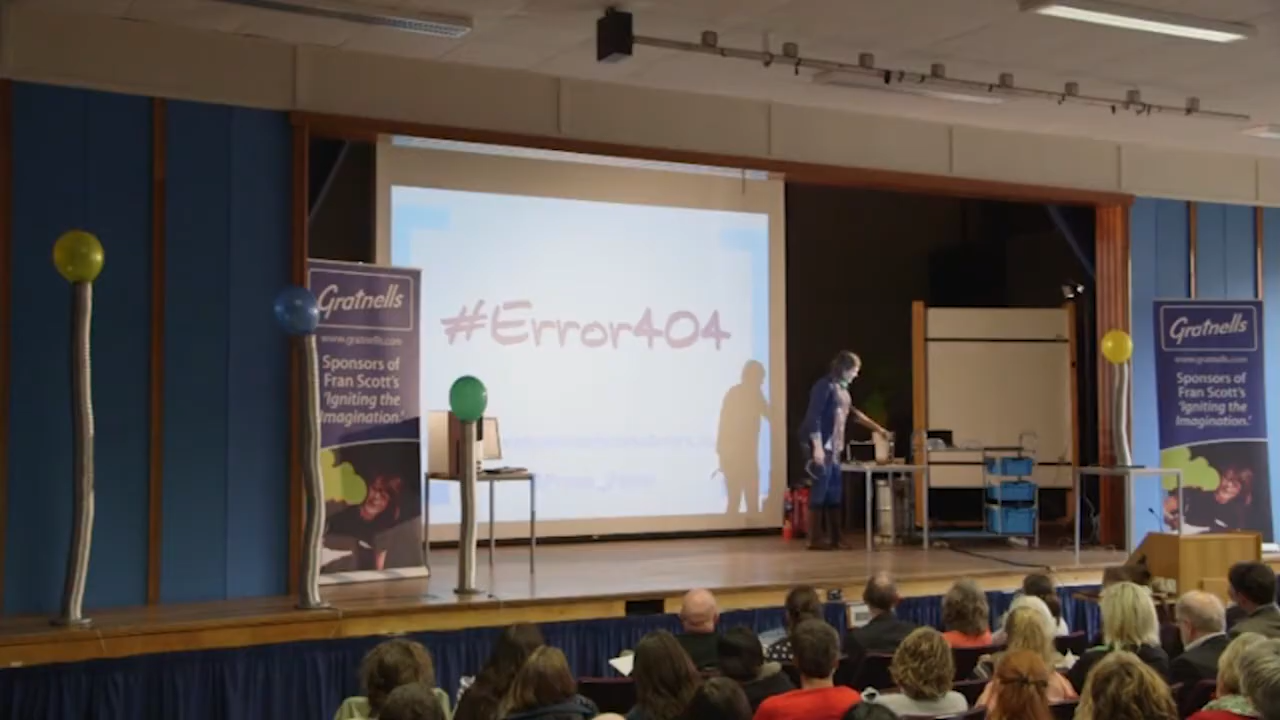 #Error404
Gratnells
www.gratnells.com
Sponsors of
Fran Scott's
'Igniting the
Imagination.'
Gratnells
www.gratnells.com
Sponsors of
Fran Scott's
'Igniting the
Imagination.'